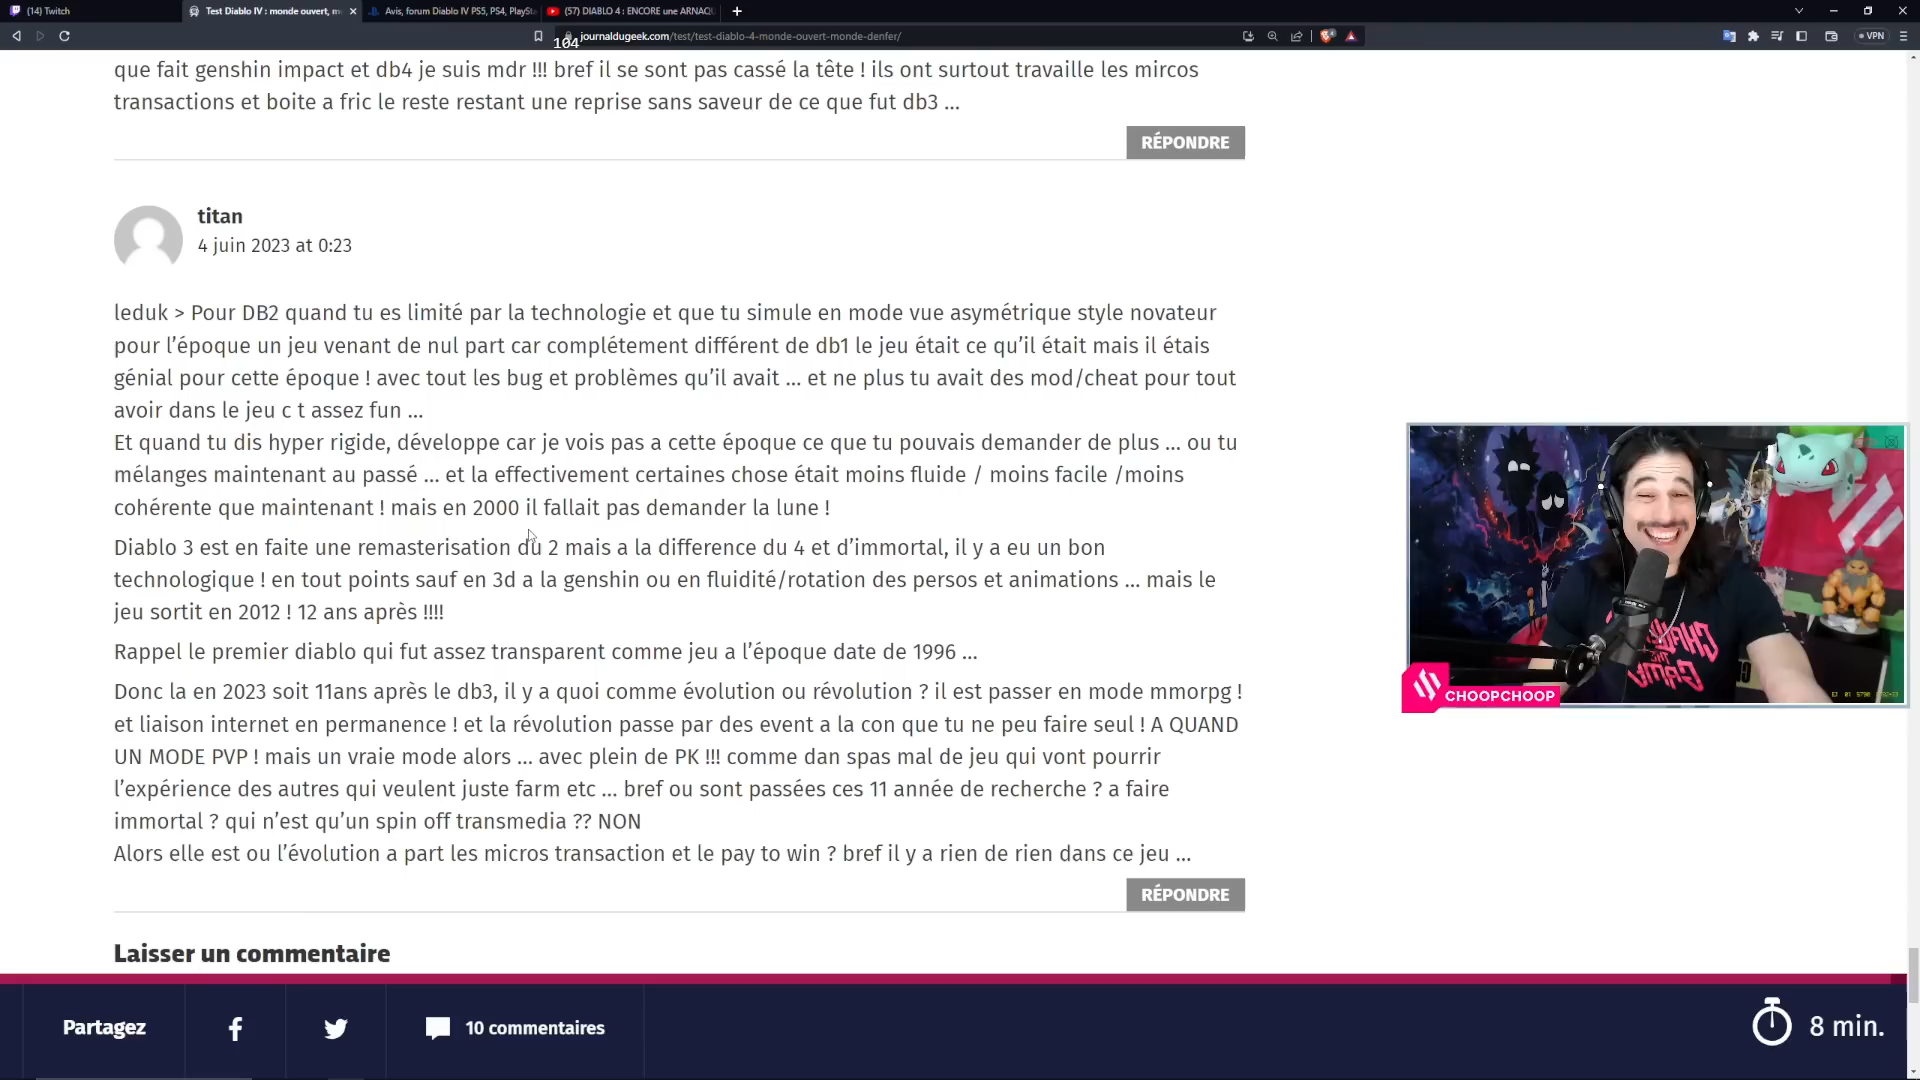 (14) Twitch
Test Diablo IV : monde ouvert, m
Avis, forum Diablo IV PS5, PS4, PlaySta
(57) DIABLO 4 : ENCORE une ARNAQU
104
journaldugeek.com/test/test-diablo-4-monde-ouvert-monde-denfer/
VPN
que fait genshin impact et db4 je suis mdr !!! bref il se sont pas cassé la tête ! ils ont surtout travaille les mircos
transactions et boite a fric le reste restant une reprise sans saveur de ce que fut db3 ...
RÉPONDRE
titan
4 juin 2023 at 0:23
leduk > Pour DB2 quand tu es limité par la technologie et que tu simule en mode vue asymétrique style novateur
pour l’époque un jeu venant de nul part car complétement différent de db1 le jeu était ce qu’il était mais il étais
génial pour cette époque ! avec tout les bug et problèmes qu’il avait ... et ne plus tu avait des mod/cheat pour tout
avoir dans le jeu c t assez fun ...
Et quand tu dis hyper rigide, développe car je vois pas a cette époque ce que tu pouvais demander de plus ... ou tu
mélanges maintenant au passé ... et la effectivement certaines chose était moins fluide / moins facile /moins
cohérente que maintenant ! mais en 2000 il fallait pas demander la lune !
Diablo 3 est en faite une remasterisation du 2 mais a la difference du 4 et d’immortal, il y a eu un bon
technologique ! en tout points sauf en 3d a la genshin ou en fluidité/rotation des persos et animations ... mais le
jeu sortit en 2012 ! 12 ans après !!!!
Rappel le premier diablo qui fut assez transparent comme jeu a l’époque date de 1996 ...
Donc la en 2023 soit 11ans après le db3, il y a quoi comme évolution ou révolution ? il est passer en mode mmorpg !
et liaison internet en permanence ! et la révolution passe par des event a la con que tu ne peu faire seul ! A QUAND
UN MODE PVP ! mais un vraie mode alors ... avec plein de PK !!! comme dan spas mal de jeu qui vont pourrir
l’expérience des autres qui veulent juste farm etc ... bref ou sont passées ces 11 année de recherche ? a faire
immortal ? qui n’est qu’un spin off transmedia ?? NON
Alors elle est ou l’évolution a part les micros transaction et le pay to win ? bref il y a rien de rien dans ce jeu ...
RÉPONDRE
CHOOPCHOOP
Laisser un commentaire
Partagez
10 commentaires
8 min.